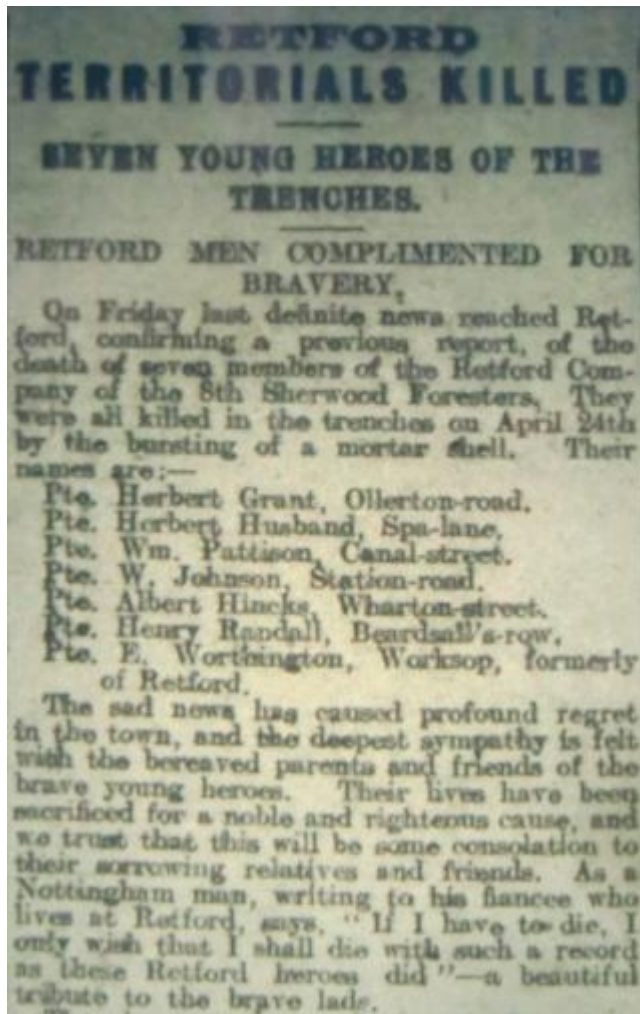 RETFORD
TERRITORIALS KILLED
SEVEN YOUNG HEROES OF THE
TRENCHES.
RETFORD MEN COMPLIMENTED FOR
BRAVERY.
On Friday last definite news reached Ret-
ford, confirming a previous report, of the
death of seven members of the Retford Com-
pany of the 8th Sherwood Foresters. They
were all killed in the trenches on April 24th
by the bursting of a mortar shell. Their
names are:—
Pte. Herbert Grant, Ollerton-road.
Pte. Herbert Husband, Spa-lane.
Pte. Wm. Pattison, Canal-street.
Pte. W. Johnson, Station-road.
Pte. Albert Hincks, Wharton-street.
Pte. Henry Randall, Beardsall's-row.
Pte. E. Worthington, Worksop, formerly
of Retford.
The sad news has caused profound regret
in the town, and the deepest sympathy is felt
with the bereaved parents and friends of the
brave young heroes. Their lives have been
sacrificed for a noble and righteous cause, and
we trust that this will be some consolation to
their sorrowing relatives and friends. As a
Nottingham man, writing to his fiancee who
lives at Retford, says, "If I have to die, I
only wish that I shall die with such a record
as these Retford heroes did"—a beautiful
tribute to the brave lads.